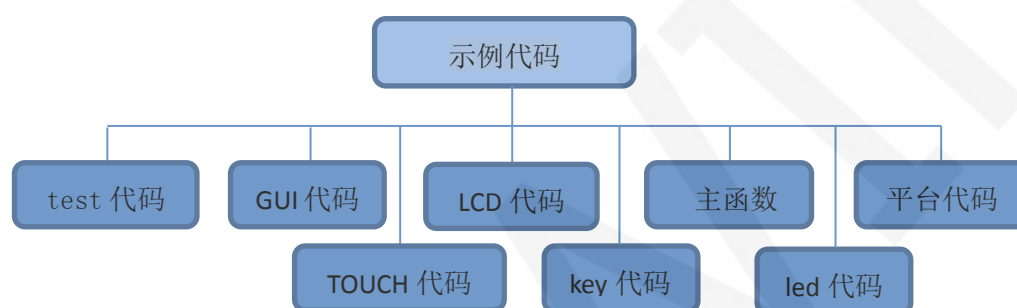 示例代码
test 代码
GUI 代码
LCD 代码
主函数
平台代码
TOUCH 代码
key 代码
led 代码